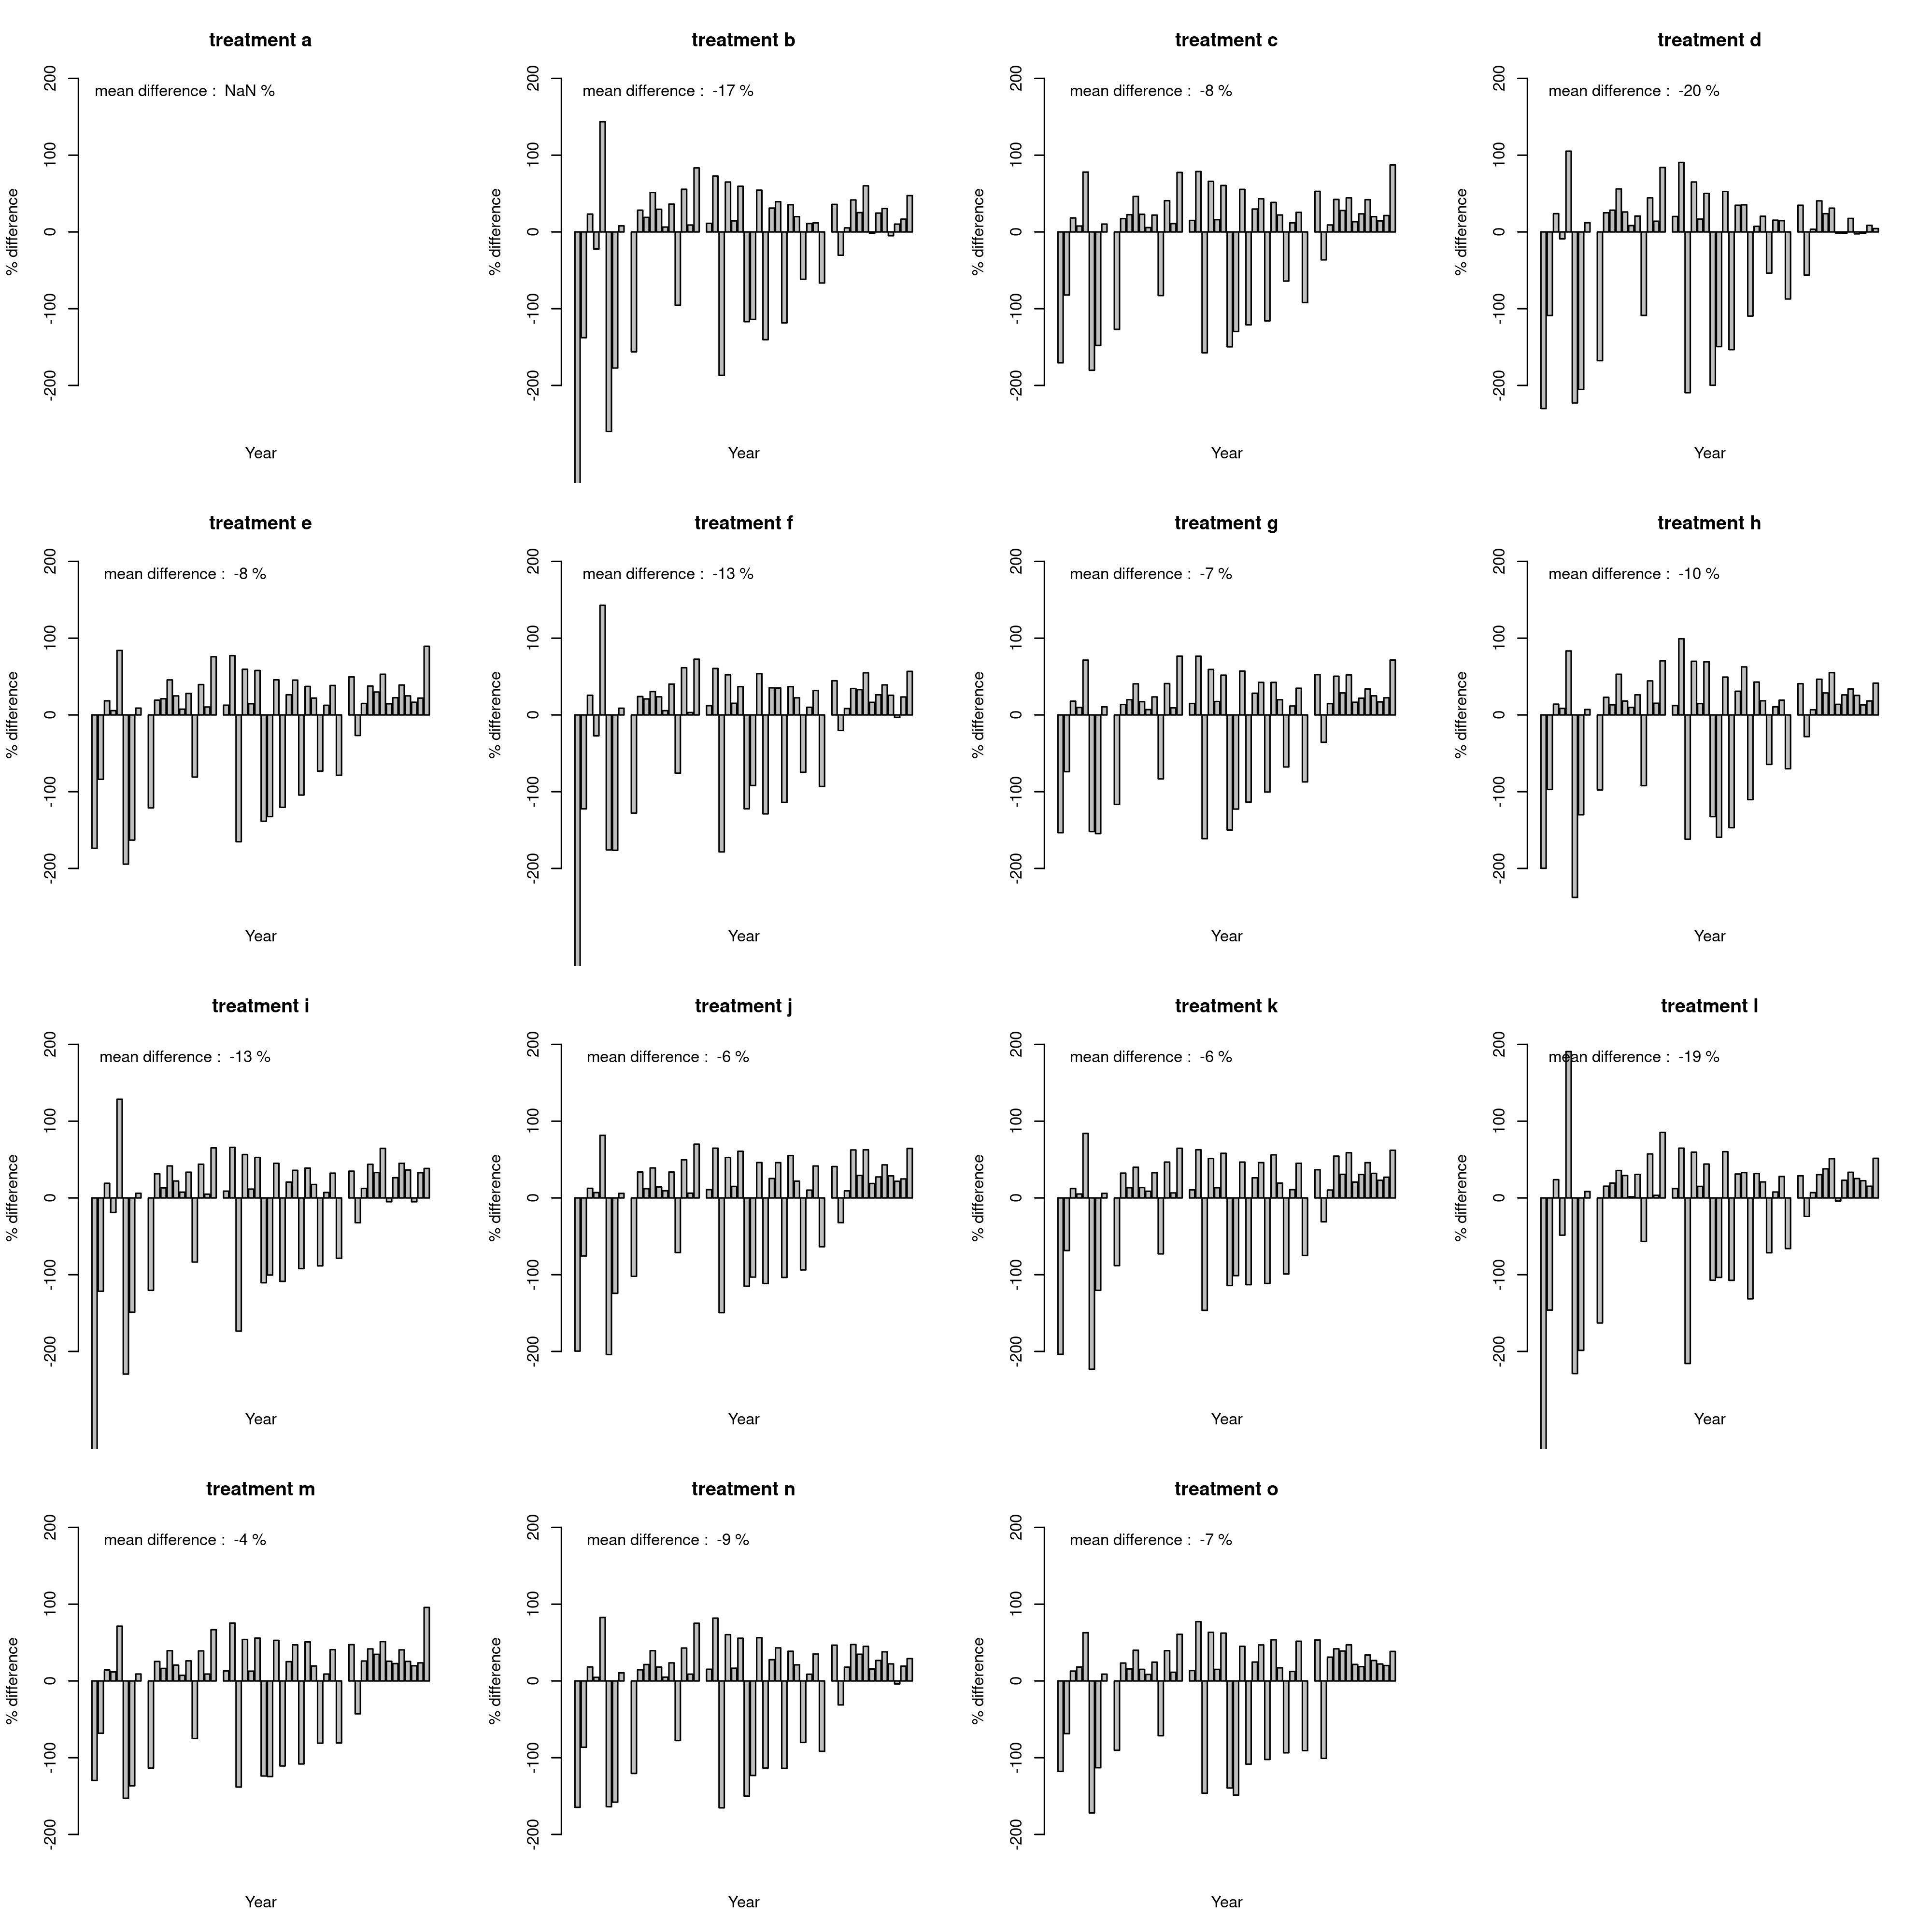 treatment a
mean difference :  NaN %
200
100
0
-100
-200
% difference
Year
treatment b
mean difference :  -17 %
200
100
0
-100
-200
% difference
Year
treatment c
mean difference :  -8 %
200
100
0
-100
-200
% difference
Year
treatment d
mean difference :  -20 %
200
100
0
-100
-200
% difference
Year
treatment e
mean difference :  -8 %
200
100
0
-100
-200
% difference
Year
treatment f
mean difference :  -13 %
200
100
0
-100
-200
% difference
Year
treatment g
mean difference :  -7 %
200
100
0
-100
-200
% difference
Year
treatment h
mean difference :  -10 %
200
100
0
-100
-200
% difference
Year
treatment i
mean difference :  -13 %
200
100
0
-100
-200
% difference
Year
treatment j
mean difference :  -6 %
200
100
0
-100
-200
% difference
Year
treatment k
mean difference :  -6 %
200
100
0
-100
-200
% difference
Year
treatment l
mean difference :  -19 %
200
100
0
-100
-200
% difference
Year
treatment m
mean difference :  -4 %
200
100
0
-100
-200
% difference
Year
treatment n
mean difference :  -9 %
200
100
0
-100
-200
% difference
Year
treatment o
mean difference :  -7 %
200
100
0
-100
-200
% difference
Year